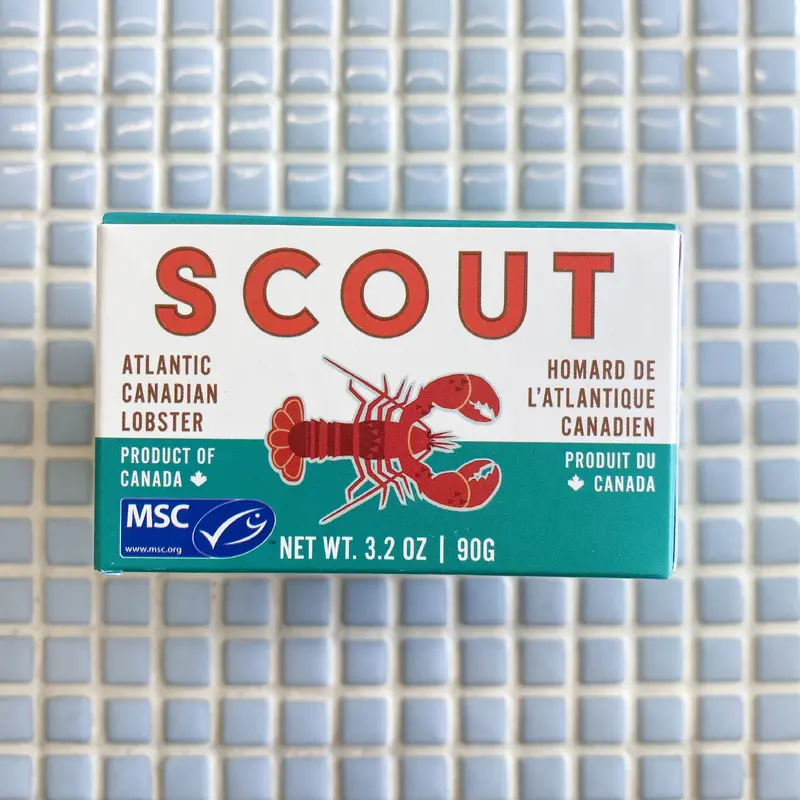 SCOUT
ATLANTIC
CANADIAN
LOBSTER
HOMARD DE
L'ATLANTIQUE
CANADIEN
PRODUCT OF
CANADA
PRODUIT DU
CANADA
MSC
www.msc.org
TM
NET WT. 3.2 OZ | 90G